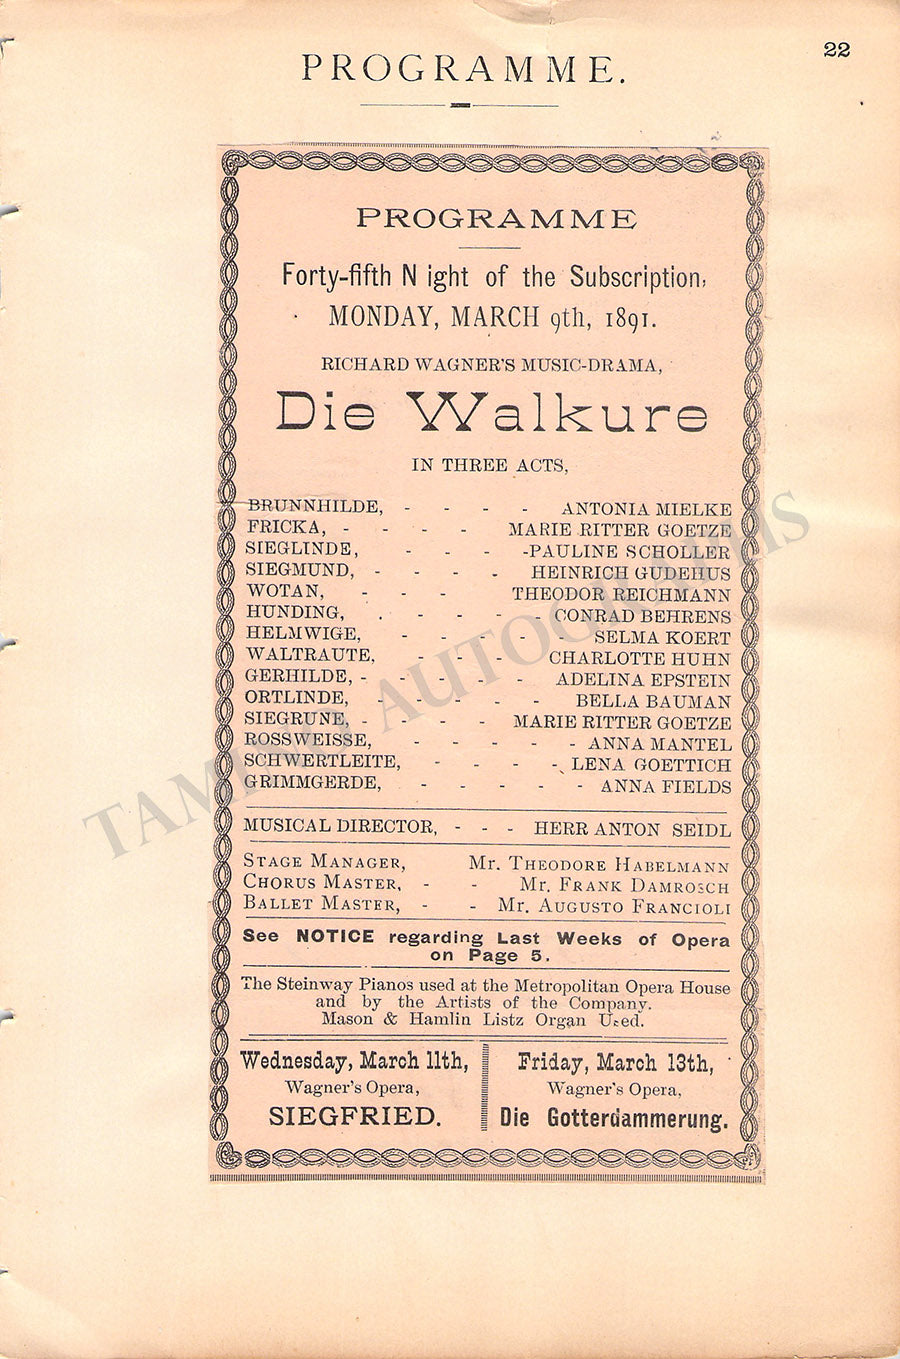 22
PROGRAMME.
PROGRAMME
Forty-fifth N ight of the Subscription,
MONDAY, MARCH 9th, 1891.
RICHARD WAGNER'S MUSIC-DRAMA,
Die Walkure
IN THREE ACTS,
BRUNNHILDE, - - - - ANTONIA MIELKE
FRICKA, - - - - MARIE RITTER GOETZE
SIEGLINDE, - - - -PAULINE SCHOLLER
SIEGMUND, - - - - HEINRICH GUDEHUS
WOTAN, - - - THEODOR REICHMANN
HUNDING, . - - - - CONRAD BEHRENS
HELMWIGE, - - - - SELMA KOERT
WALTRAUTE, - - - - CHARLOTTE HUHN
GERHILDE, - - - - - - ADELINA EPSTEIN
ORTLINDE, - - - - - - BELLA BAUMAN
SIEGRUNE, - - - - - MARIE RITTER GOETZE
ROSSWEISSE, - - - - - ANNA MANTEL
SCHWERTLEITE, - - - - LENA GOETTICH
GRIMMGERDE, - - - - - ANNA FIELDS
MUSICAL DIRECTOR, - - - HERR ANTON SEIDL
STAGE MANAGER, Mr. THEODORE HABELMANN
CHORUS MASTER, - - Mr. FRANK DAMROSCH
BALLET MASTER, - - Mr. AUGUSTO FRANCIOLI
See NOTICE regarding Last Weeks of Opera
on Page 5.
The Steinway Pianos used at the Metropolitan Opera House
and by the Artists of the Company.
Mason & Hamlin Listz Organ Used.
Wednesday, March 11th,
Wagner's Opera,
SIEGFRIED.
Friday, March 13th,
Wagner's Opera,
Die Gotterdammerung.
TAMINO AUTOGRAPHS